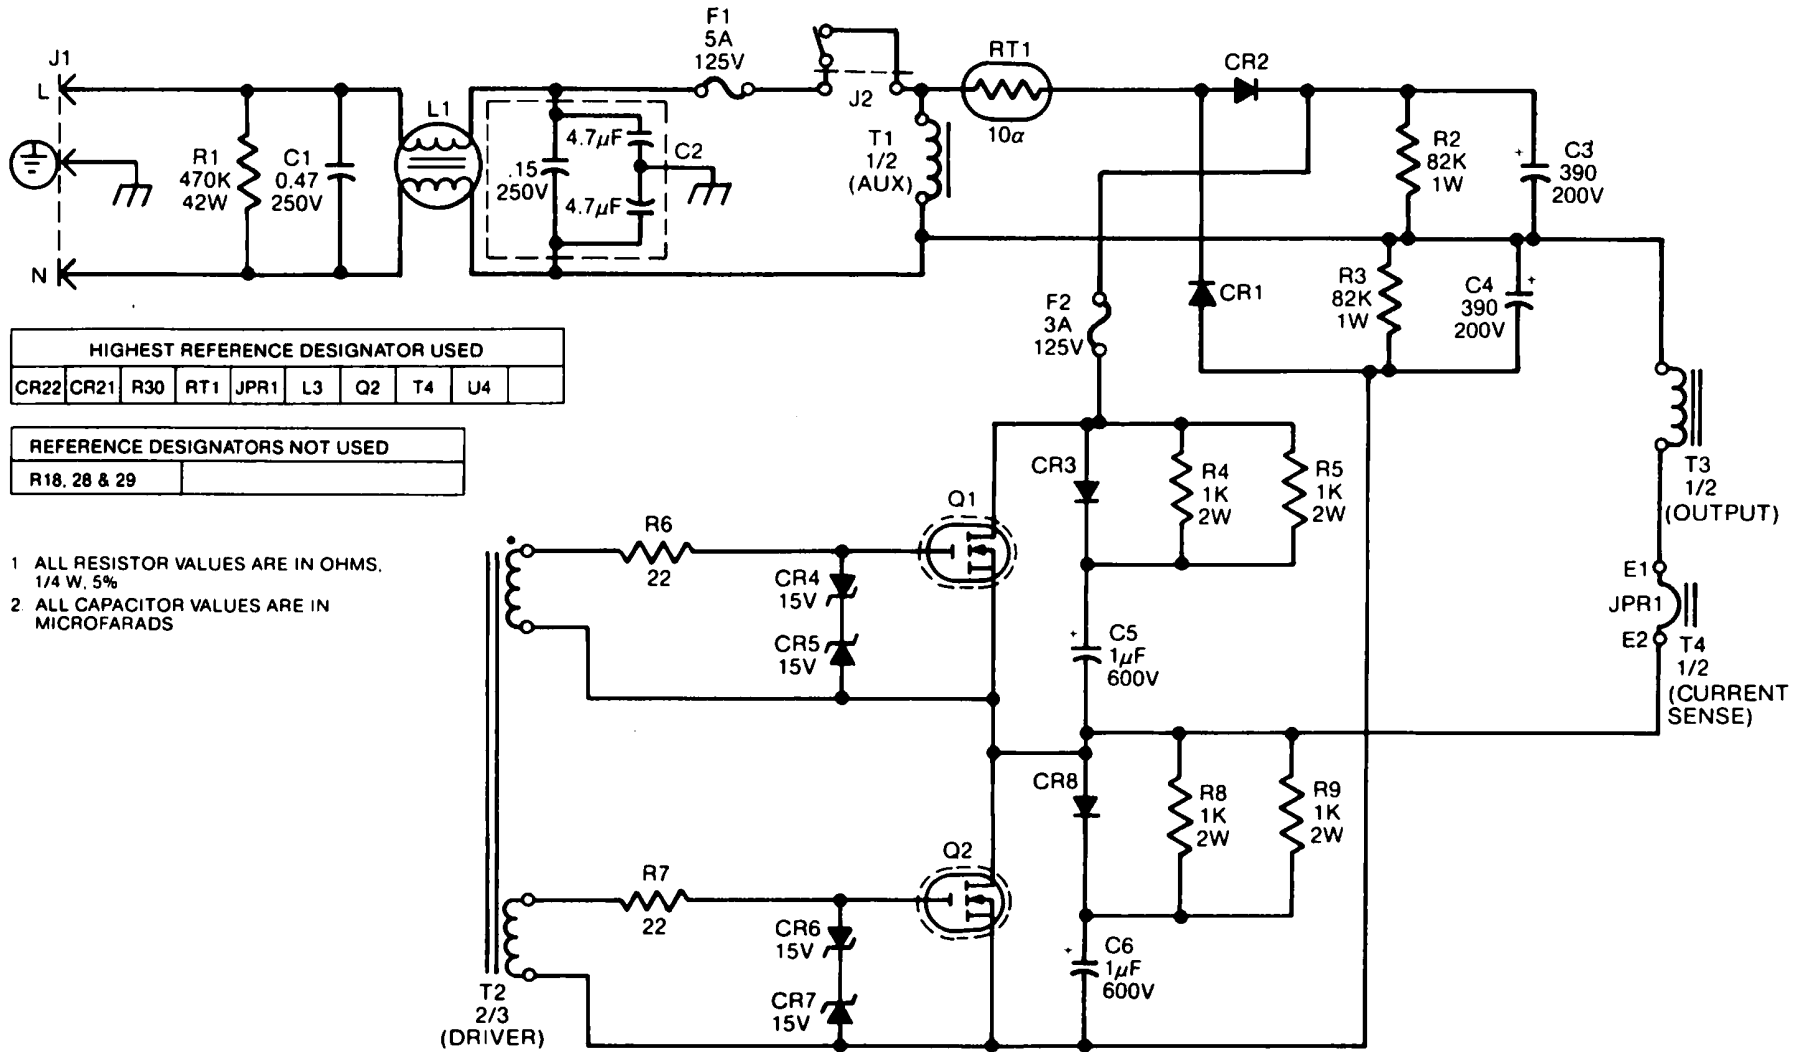 J1
L
N
R1
470K
42W
C1
0.47
250V
L1
.15
250V
4.7μF
4.7μF
C2
F1
5A
125V
J2
T1
1/2
(AUX)
RT1
10α
CR2
CR1
R2
82K
1W
+
C3
390
200V
R3
82K
1W
+
C4
390
200V
F2
3A
125V
HIGHEST REFERENCE DESIGNATOR USED
CR22 CR21 R30 RT1 JPR1 L3 Q2 T4 U4
REFERENCE DESIGNATORS NOT USED
R18, 28 & 29
1 ALL RESISTOR VALUES ARE IN OHMS,
1/4 W, 5%
2. ALL CAPACITOR VALUES ARE IN
MICROFARADS
T3
1/2
(OUTPUT)
E1
JPR1
E2
T4
1/2
(CURRENT
SENSE)
CR3
R4
1K
2W
R5
1K
2W
Q1
R6
22
CR4
15V
CR5
15V
+
C5
1μF
600V
CR8
R8
1K
2W
R9
1K
2W
Q2
R7
22
CR6
15V
CR7
15V
+
C6
1μF
600V
T2
2/3
(DRIVER)